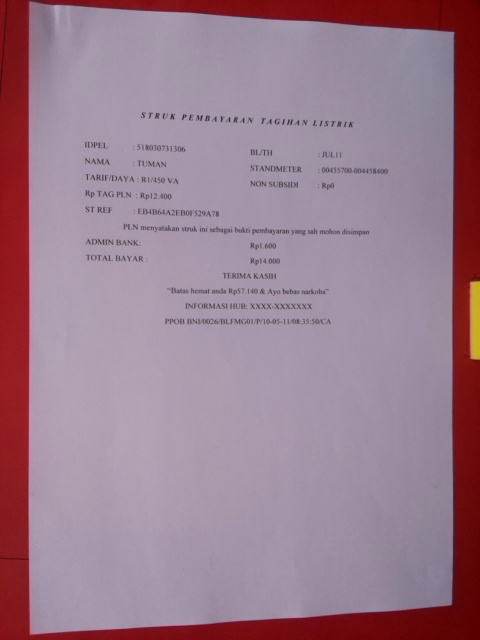 STRUK PEMBAYARAN TAGIHAN LISTRIK
IDPEL : 518030731306 BL/TH : JUL11
NAMA : TUMAN STANDMETER : 00455700-004458400
TARIF/DAYA : R1/450 VA NON SUBSIDI : Rp0
Rp TAG PLN : Rp12.400
ST REF : EB4B64A2EB0F529A78
PLN menyatakan struk ini sebagai bukti pembayaran yang sah mohon disimpan
ADMIN BANK: Rp1.600
TOTAL BAYAR : Rp14.000
TERIMA KASIH
"Batas hemat anda Rp57.140 & Ayo bebas narkoba"
INFORMASI HUB: XXXX-XXXXXXX
PPOB BNI/0026/BLFMG01/P/10-05-11/08:35:50/CA